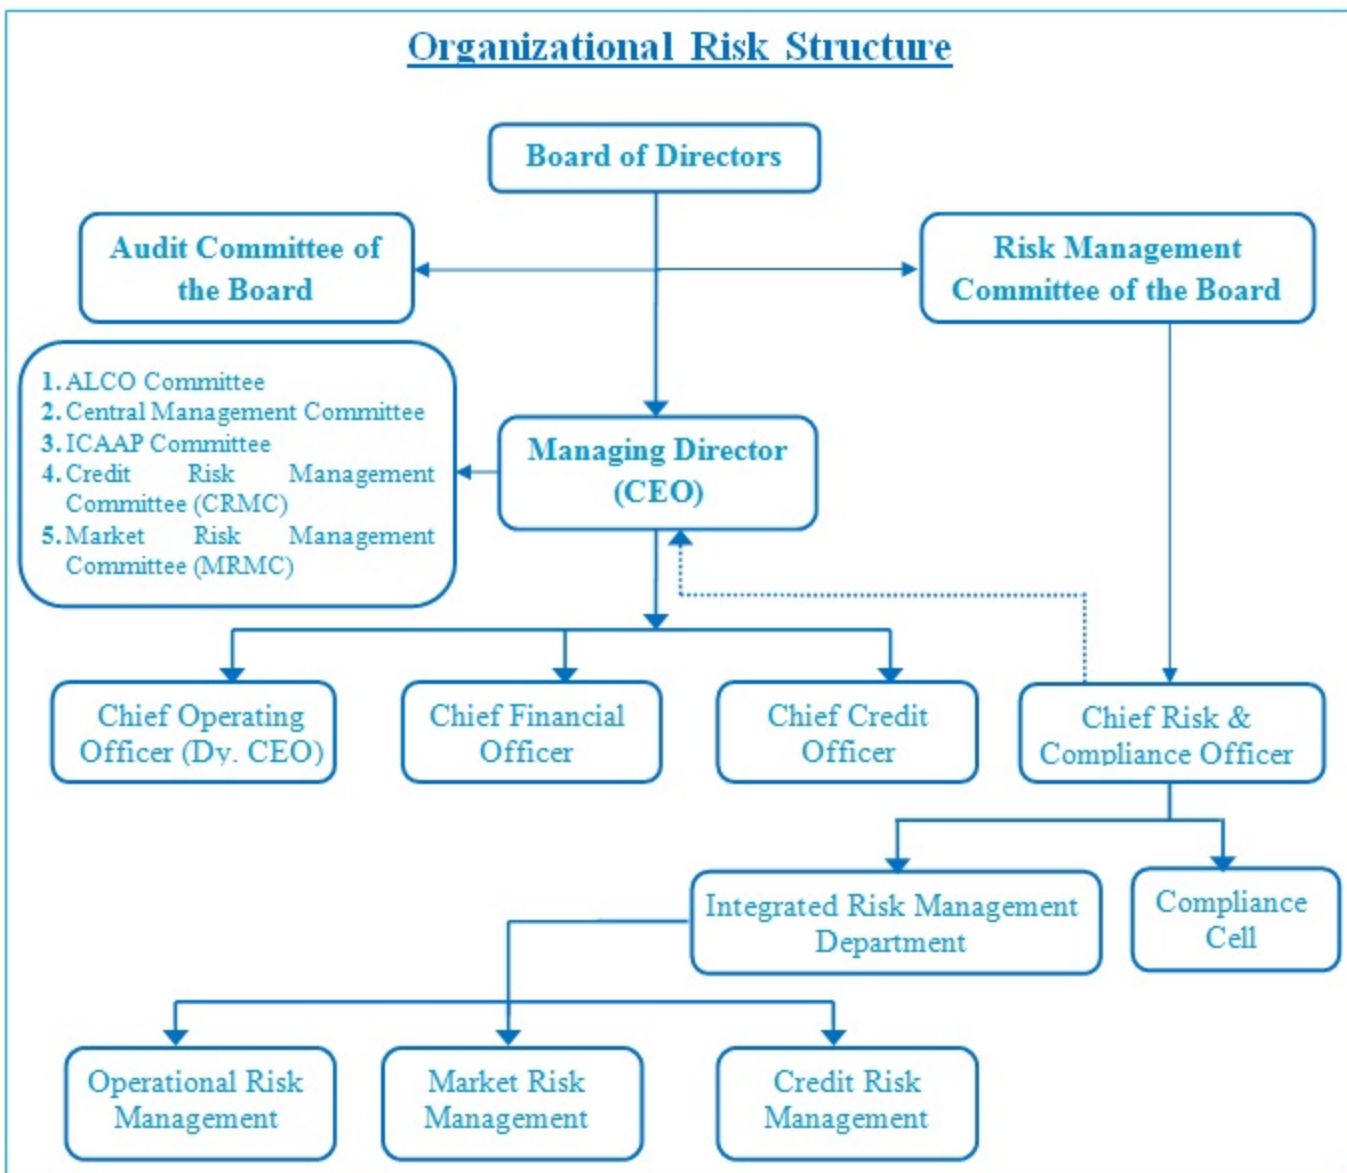 Organizational Risk Structure
Board of Directors
Audit Committee of
the Board
Risk Management
Committee of the Board
1. ALCO Committee
2. Central Management Committee
3. ICAAP Committee
4. Credit Risk Management
Committee (CRMC)
5. Market Risk Management
Committee (MRMC)
Managing Director
(CEO)
Chief Operating
Officer (Dy. CEO)
Chief Financial
Officer
Chief Credit
Officer
Chief Risk &
Compliance Officer
Integrated Risk Management
Department
Compliance
Cell
Operational Risk
Management
Market Risk
Management
Credit Risk
Management